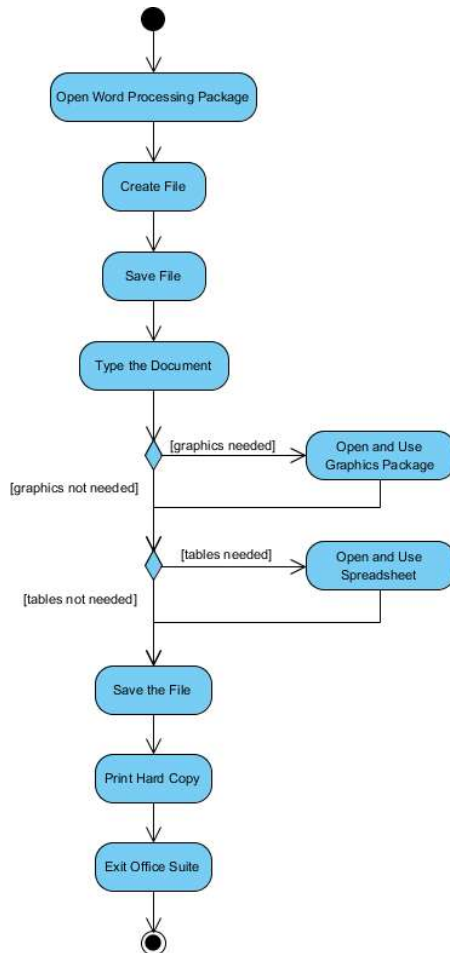 Open Word Processing Package
Create File
Save File
Type the Document
[graphics needed]
Open and Use
Graphics Package
[graphics not needed]
[tables needed]
Open and Use
Spreadsheet
[tables not needed]
Save the File
Print Hard Copy
Exit Office Suite